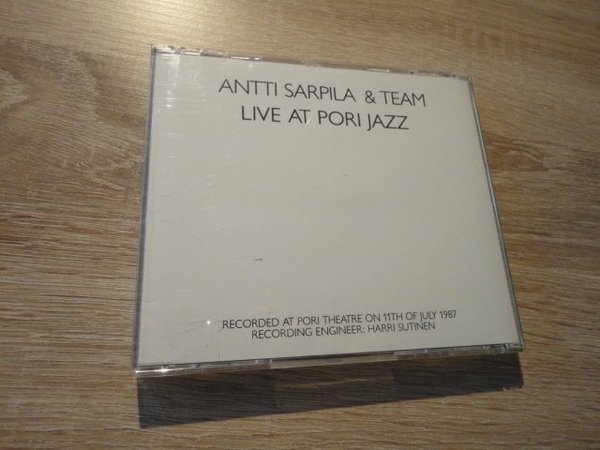 ANTTI SARPILA & TEAM
LIVE AT PORI JAZZ
RECORDED AT PORI THEATRE ON 11TH OF JULY 1987
RECORDING ENGINEER: HARRI SUTINEN